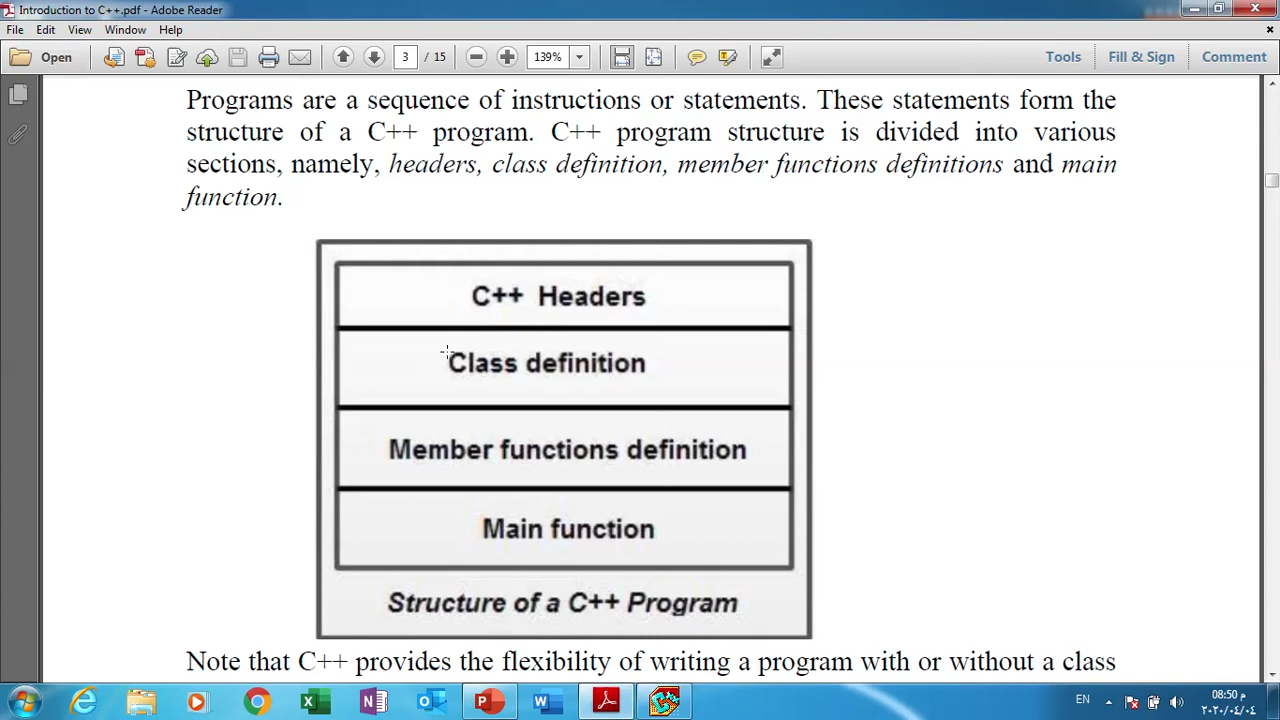 Introduction to C++.pdf - Adobe Reader
File Edit View Window Help
Open 3 / 15 139% Tools Fill & Sign Comment
Programs are a sequence of instructions or statements. These statements form the
structure of a C++ program. C++ program structure is divided into various
sections, namely, headers, class definition, member functions definitions and main
function.
C++ Headers
Class definition
Member functions definition
Main function
Structure of a C++ Program
Note that C++ provides the flexibility of writing a program with or without a class
EN
08:50 م
٢٠٢٠/٠٤/٠٤